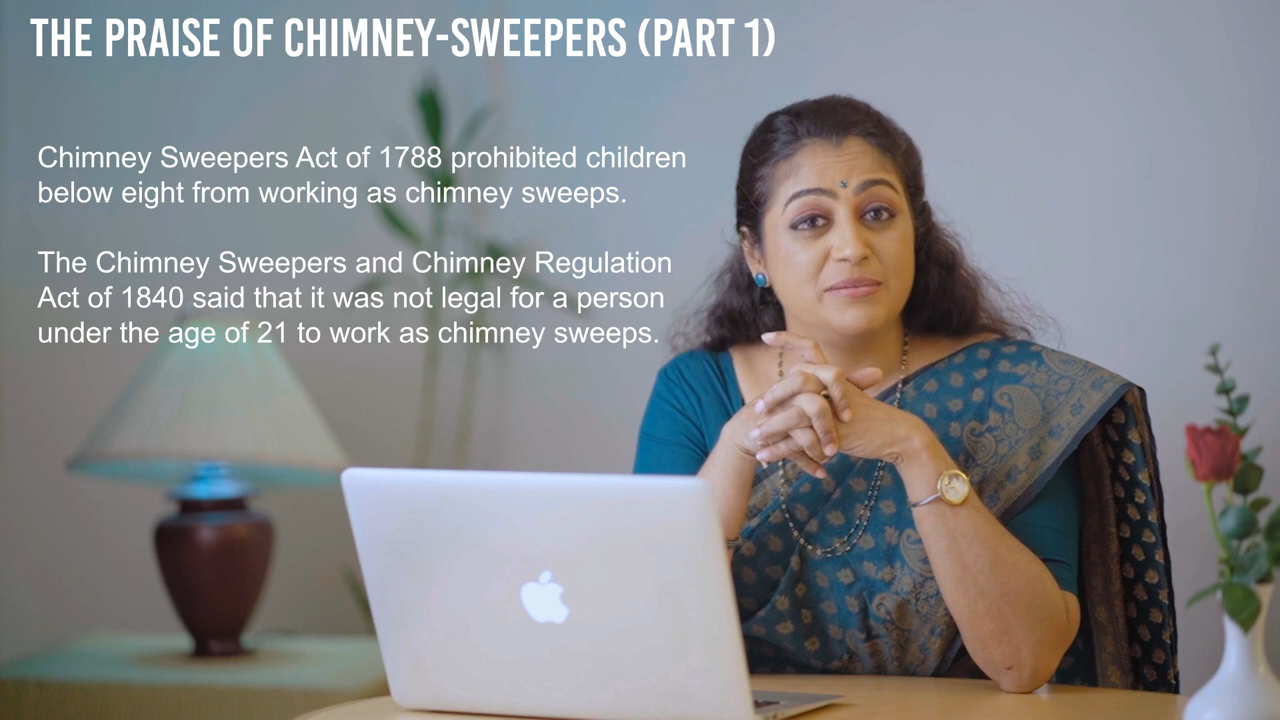 THE PRAISE OF CHIMNEY-SWEEPERS (PART 1)
Chimney Sweepers Act of 1788 prohibited children
below eight from working as chimney sweeps.
The Chimney Sweepers and Chimney Regulation
Act of 1840 said that it was not legal for a person
under the age of 21 to work as chimney sweeps.